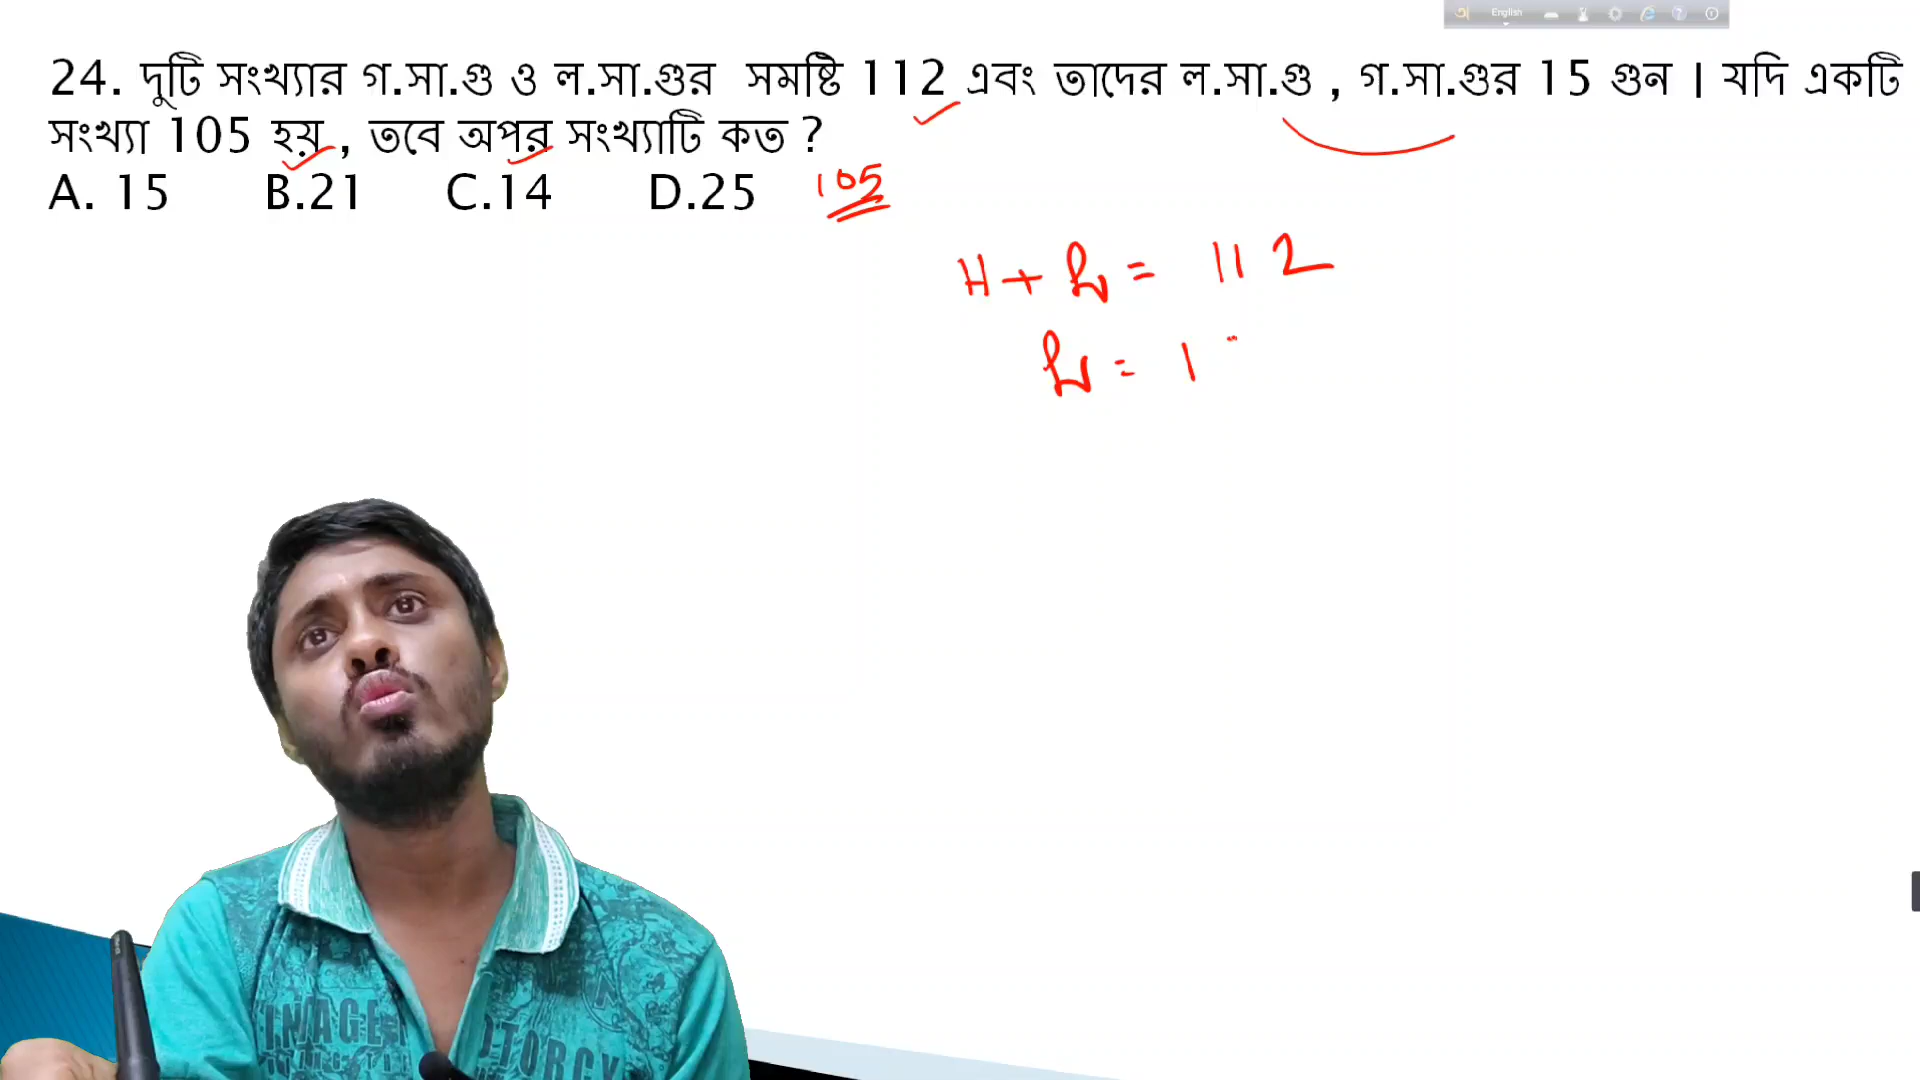 English
24. দুটি সংখ্যার গ.সা.গু ও ল.সা.গুর সমষ্টি 112 এবং তাদের ল.সা.গু , গ.সা.গুর 15 গুন । যদি একটি
সংখ্যা 105 হয় , তবে অপর সংখ্যাটি কত ?
A. 15 B.21 C.14 D.25 105
H + L = 112
L = 1